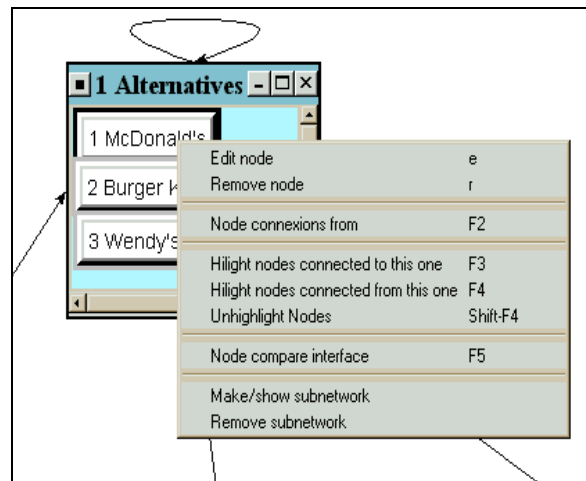 1 Alternatives
1 McDonald's
2 Burger
3 Wendy's
Edit node e
Remove node r
Node connexions from F2
Hilight nodes connected to this one F3
Hilight nodes connected from this one F4
Unhighlight Nodes Shift-F4
Node compare interface F5
Make/show subnetwork
Remove subnetwork